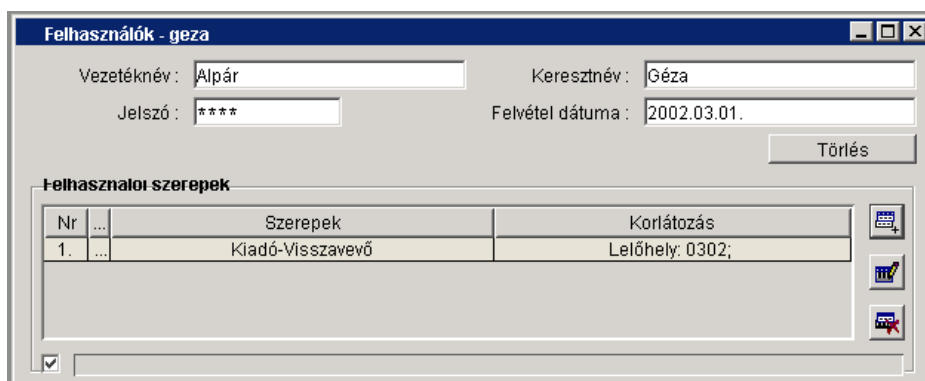 Felhasználók - geza
Vezetéknév : Alpár Keresztnév : Géza
Jelszó : **** Felvétel dátuma : 2002.03.01.
Törlés
Felhasználói szerepek
Nr ... Szerepek Korlátozás
1. ... Kiadó-Visszavevő Lelőhely: 0302;